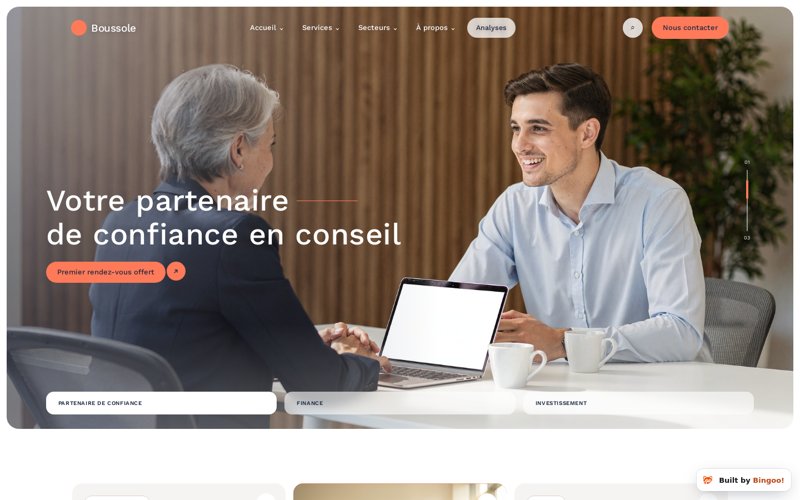 Boussole
Accueil
Services
Secteurs
À propos
Analyses
Nous contacter
01
Votre partenaire
de confiance en conseil
03
Premier rendez-vous offert
PARTENAIRE DE CONFIANCE
FINANCE
INVESTISSEMENT
Built by Bingoo!